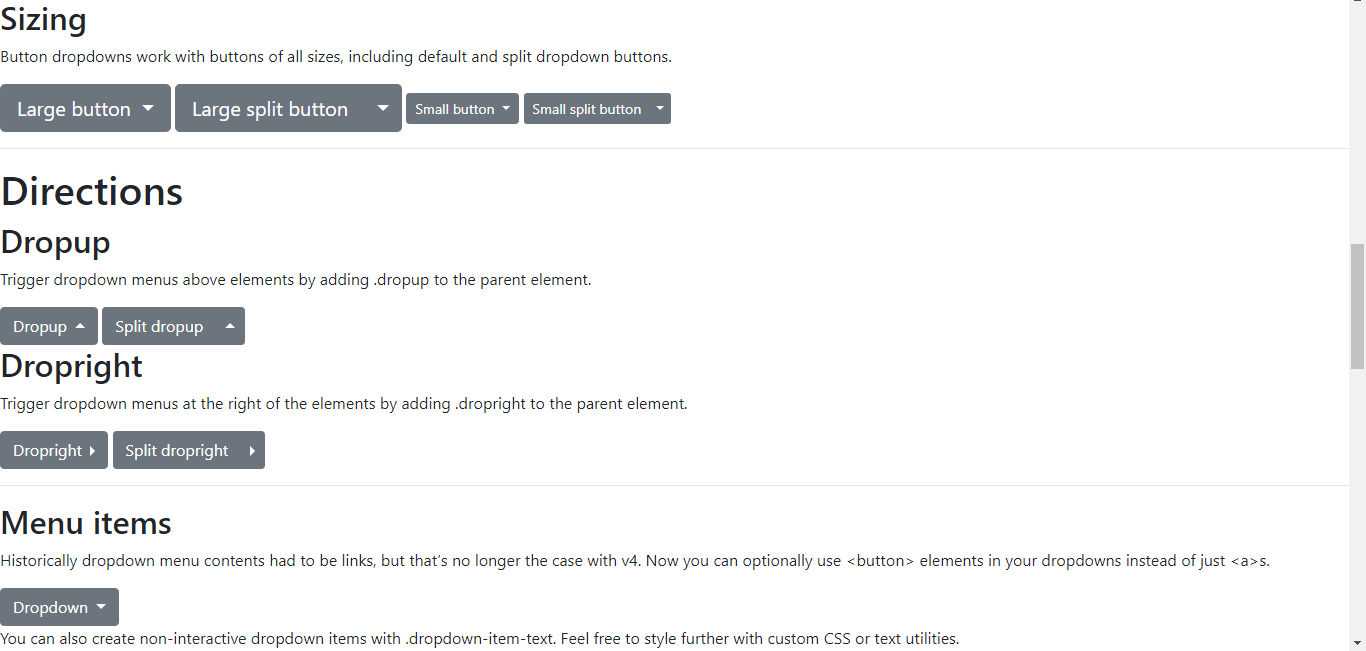 Sizing
Button dropdowns work with buttons of all sizes, including default and split dropdown buttons.
Large button Large split button Small button Small split button
Directions
Dropup
Trigger dropdown menus above elements by adding .dropup to the parent element.
Dropup Split dropup
Dropright
Trigger dropdown menus at the right of the elements by adding .dropright to the parent element.
Dropright Split dropright
Menu items
Historically dropdown menu contents had to be links, but that’s no longer the case with v4. Now you can optionally use <button> elements in your dropdowns instead of just <a>s.
Dropdown
You can also create non-interactive dropdown items with .dropdown-item-text. Feel free to style further with custom CSS or text utilities.